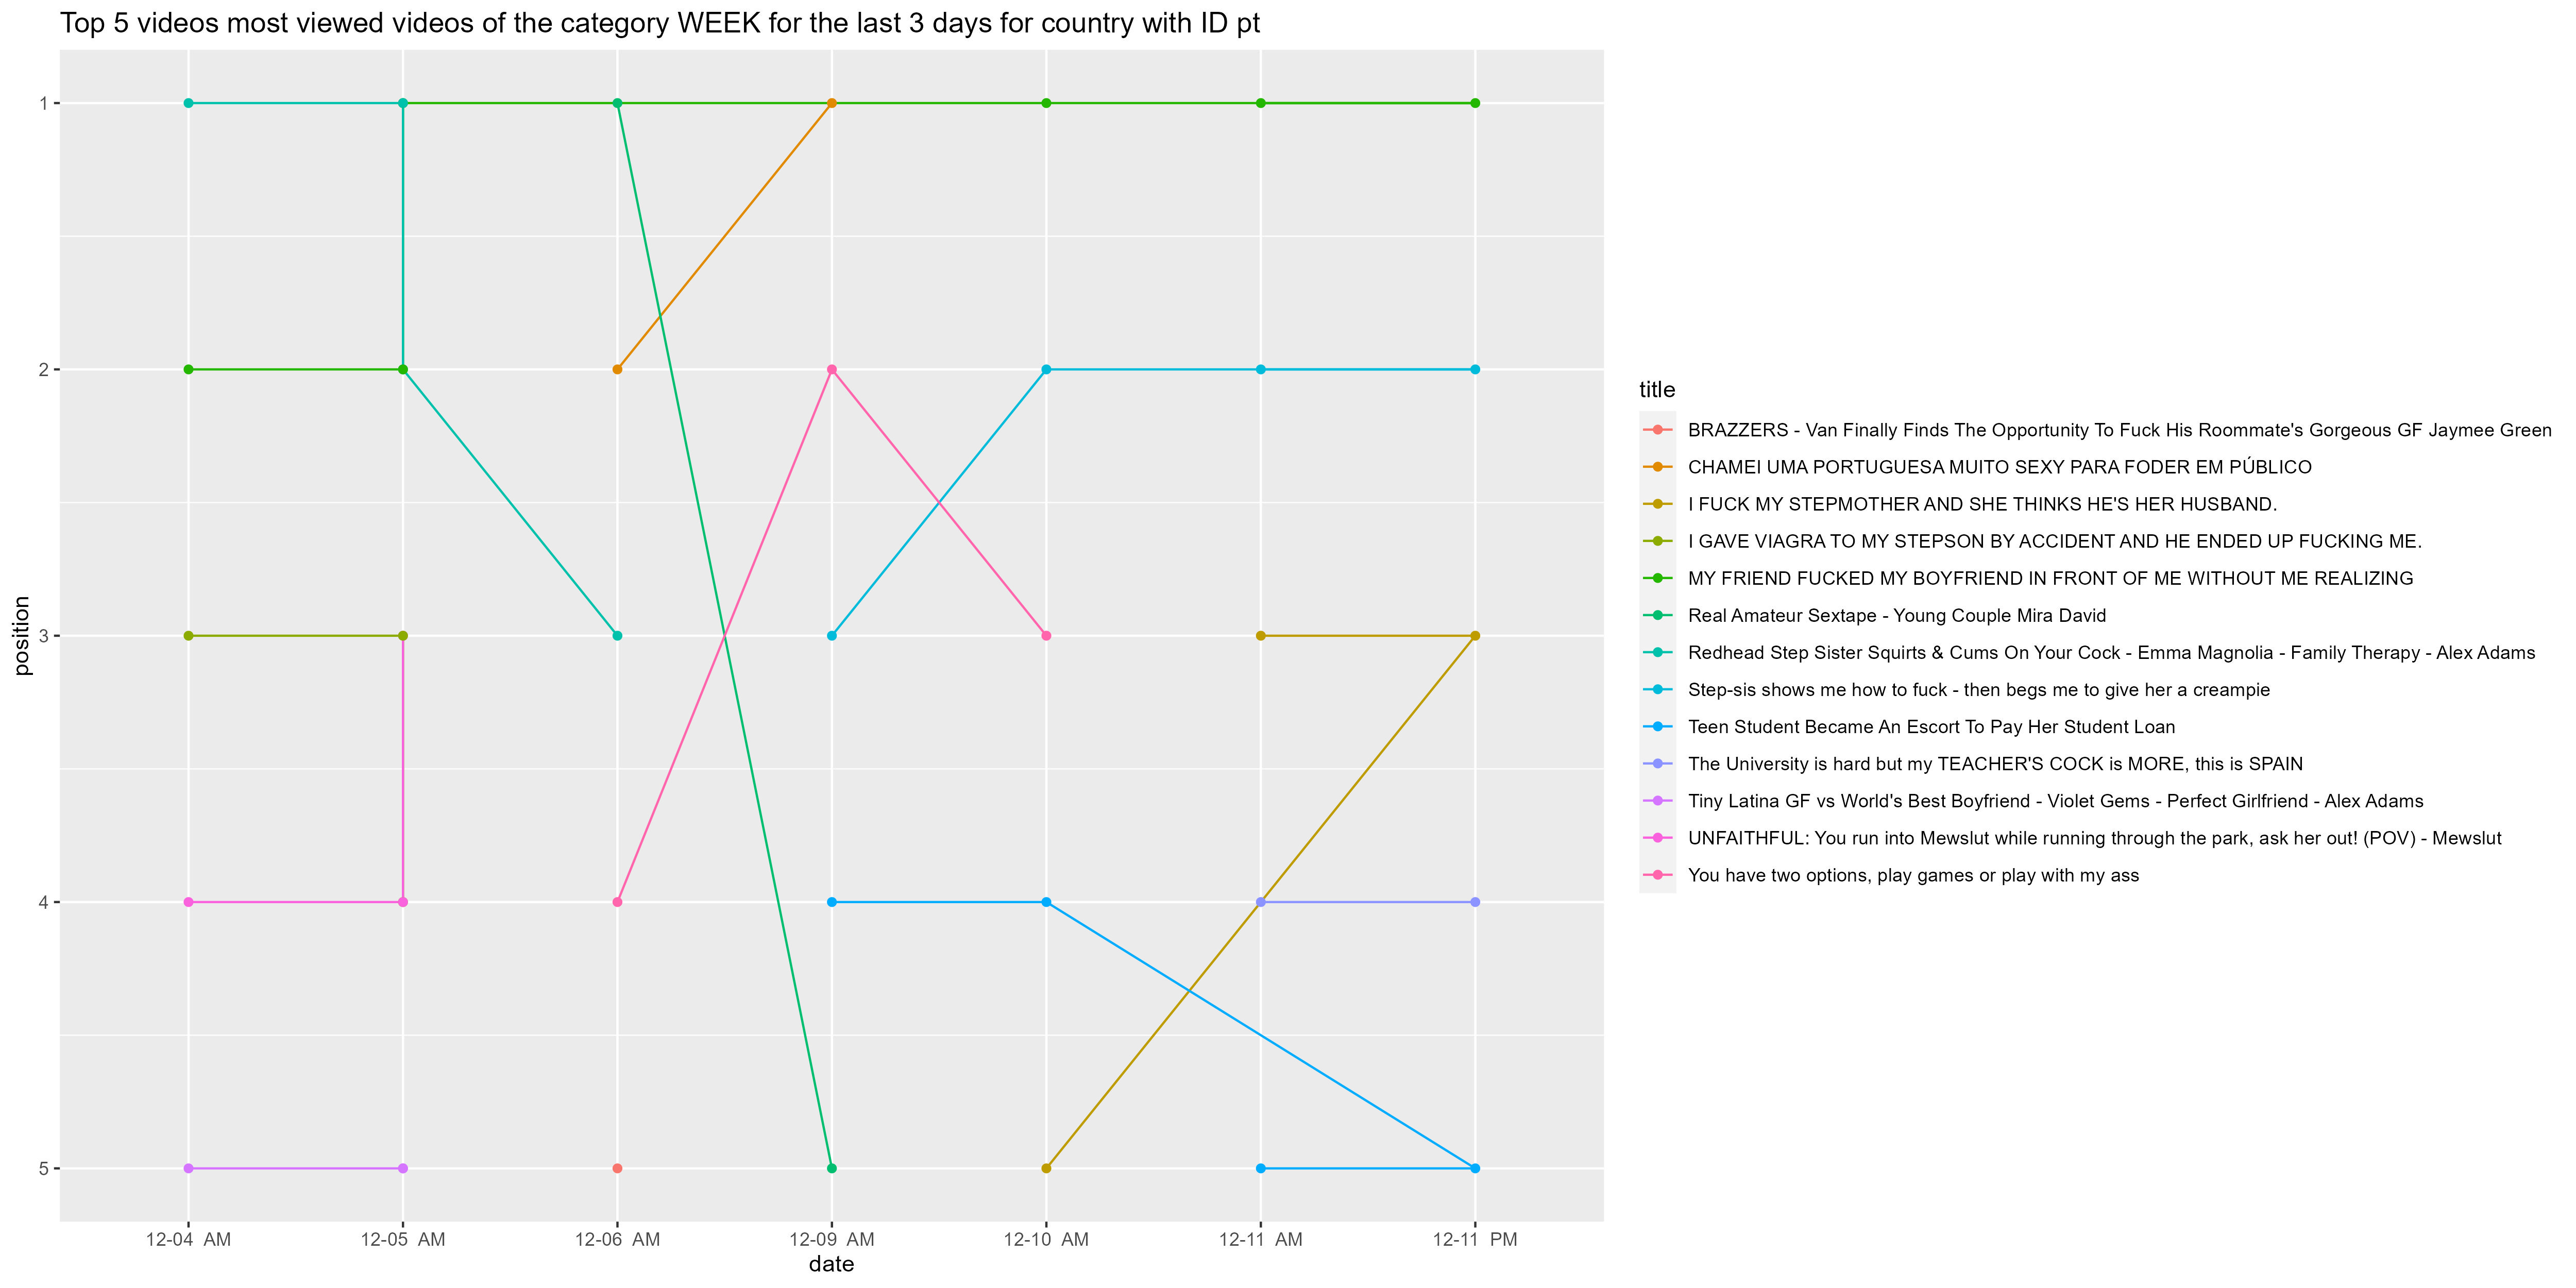 Top 5 videos most viewed videos of the category WEEK for the last 3 days for country with ID pt
position
1
2
3
4
5
12-04 AM
12-05 AM
12-06 AM
12-09 AM
12-10 AM
12-11 AM
12-11 PM
date
title
BRAZZERS - Van Finally Finds The Opportunity To Fuck His Roommate's Gorgeous GF Jaymee Green
CHAMEI UMA PORTUGUESA MUITO SEXY PARA FODER EM PÚBLICO
I FUCK MY STEPMOTHER AND SHE THINKS HE'S HER HUSBAND.
I GAVE VIAGRA TO MY STEPSON BY ACCIDENT AND HE ENDED UP FUCKING ME.
MY FRIEND FUCKED MY BOYFRIEND IN FRONT OF ME WITHOUT ME REALIZING
Real Amateur Sextape - Young Couple Mira David
Redhead Step Sister Squirts & Cums On Your Cock - Emma Magnolia - Family Therapy - Alex Adams
Step-sis shows me how to fuck - then begs me to give her a creampie
Teen Student Became An Escort To Pay Her Student Loan
The University is hard but my TEACHER'S COCK is MORE, this is SPAIN
Tiny Latina GF vs World's Best Boyfriend - Violet Gems - Perfect Girlfriend - Alex Adams
UNFAITHFUL: You run into Mewslut while running through the park, ask her out! (POV) - Mewslut
You have two options, play games or play with my ass